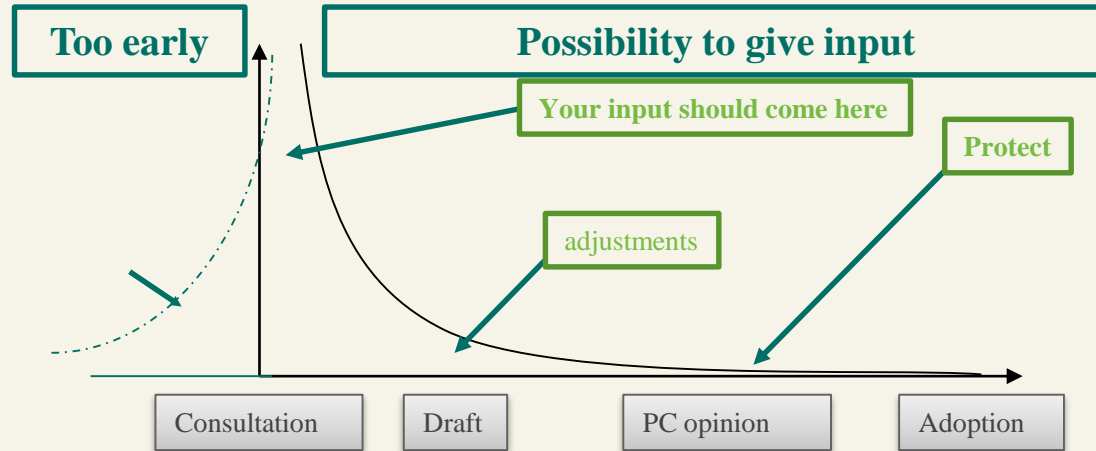 Too early
Possibility to give input
Your input should come here
Protect
adjustments
Consultation
Draft
PC opinion
Adoption